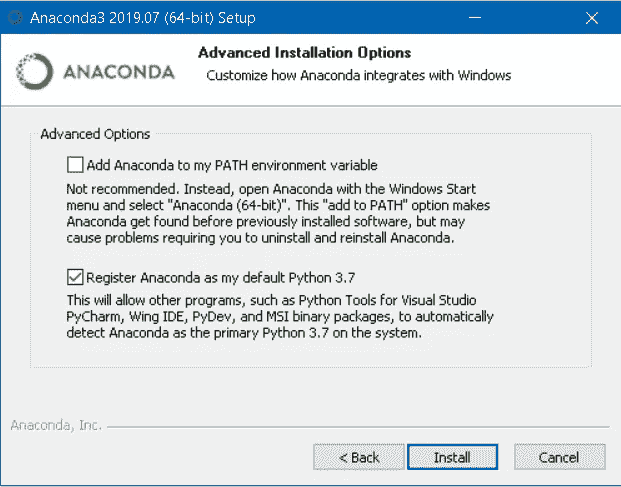 Anaconda3 2019.07 (64-bit) Setup
Advanced Installation Options
ANACONDA
Customize how Anaconda integrates with Windows
Advanced Options
Add Anaconda to my PATH environment variable
Not recommended. Instead, open Anaconda with the Windows Start
menu and select "Anaconda (64-bit)". This "add to PATH" option makes
Anaconda get found before previously installed software, but may
cause problems requiring you to uninstall and reinstall Anaconda.
Register Anaconda as my default Python 3.7
This will allow other programs, such as Python Tools for Visual Studio
PyCharm, Wing IDE, PyDev, and MSI binary packages, to automatically
detect Anaconda as the primary Python 3.7 on the system.
Anaconda, Inc.
< Back Install Cancel